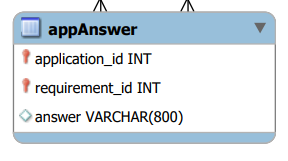 appAnswer
application_id INT
requirement_id INT
answer VARCHAR(800)